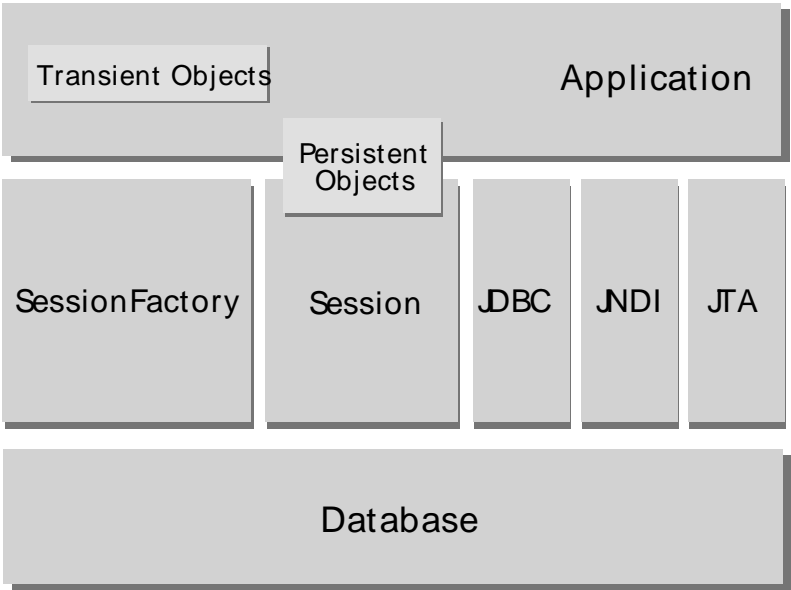 Transient Objects
Application
Persistent
Objects
SessionFactory
Session
JDBC
JNDI
JTA
Database